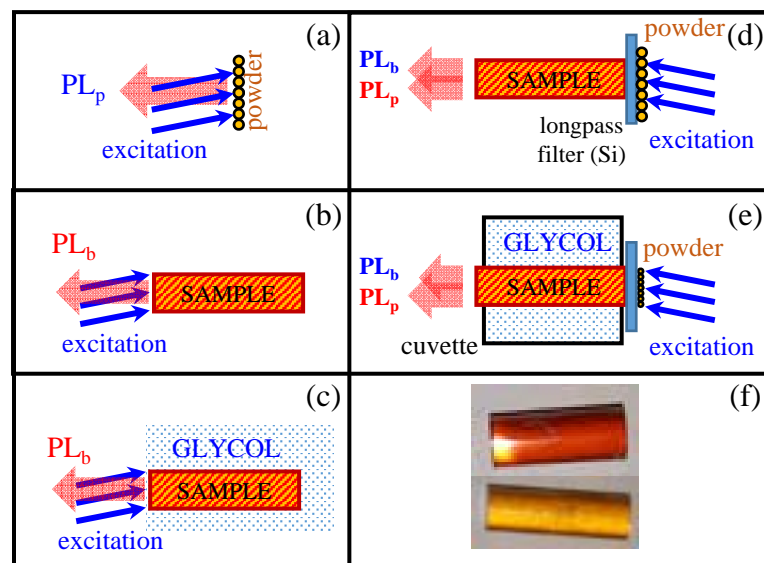 (a)
PLp
powder
excitation
(b)
PLb
SAMPLE
excitation
(c)
GLYCOL
PLb
SAMPLE
excitation
powder
(d)
PLb
SAMPLE
PLp
longpass
filter (Si)
excitation
(e)
GLYCOL
powder
PLb
SAMPLE
PLp
cuvette
excitation
(f)